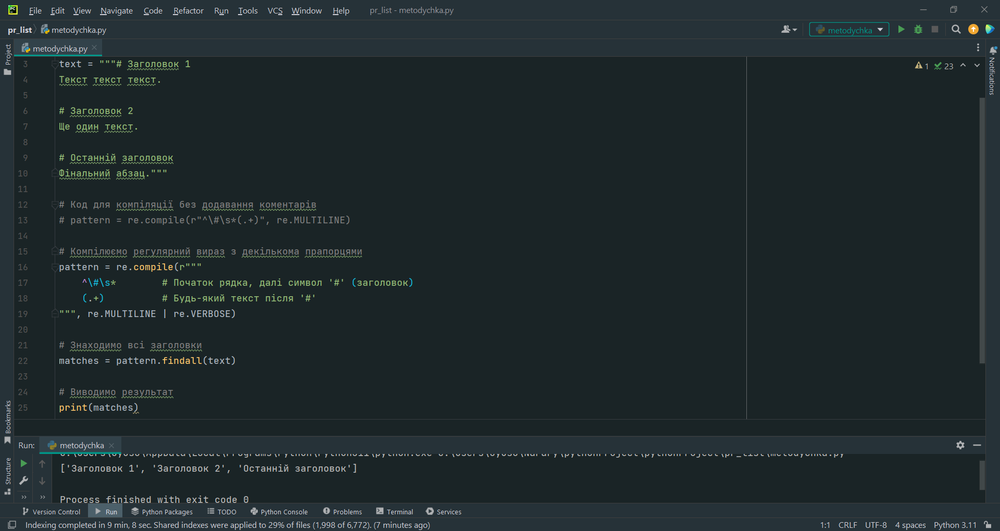 File Edit View Navigate Code Refactor Run Tools VCS Window Help pr_list - metodychka.py
pr_list metodychka.py
metodychka
Project
metodychka.py
1 23
Notifications
3 text = """# Заголовок 1
4 Текст текст текст.
5
6 # Заголовок 2
7 Ще один текст.
8
9 # Останній заголовок
10 Фінальний абзац."""
11
12 # Код для компіляції без додавання коментарів
13 # pattern = re.compile(r"^\#\s*(.+)", re.MULTILINE)
14
15 # Компілюємо регулярний вираз з декількома прапорцями
16 pattern = re.compile(r"""
17 ^\#\s* # Початок рядка, далі символ '#' (заголовок)
18 (.+) # Будь-який текст після '#'
19 """, re.MULTILINE | re.VERBOSE)
20
21 # Знаходимо всі заголовки
22 matches = pattern.findall(text)
23
24 # Виводимо результат
25 print(matches)
Bookmarks
Structure
Run: metodychka
['Заголовок 1', 'Заголовок 2', 'Останній заголовок']
Process finished with exit code 0
Version Control Run Python Packages TODO Python Console Problems Terminal Services
Indexing completed in 9 min, 8 sec. Shared indexes were applied to 29% of files (1,998 of 6,772). (7 minutes ago) 1:1 CRLF UTF-8 4 spaces Python 3.11